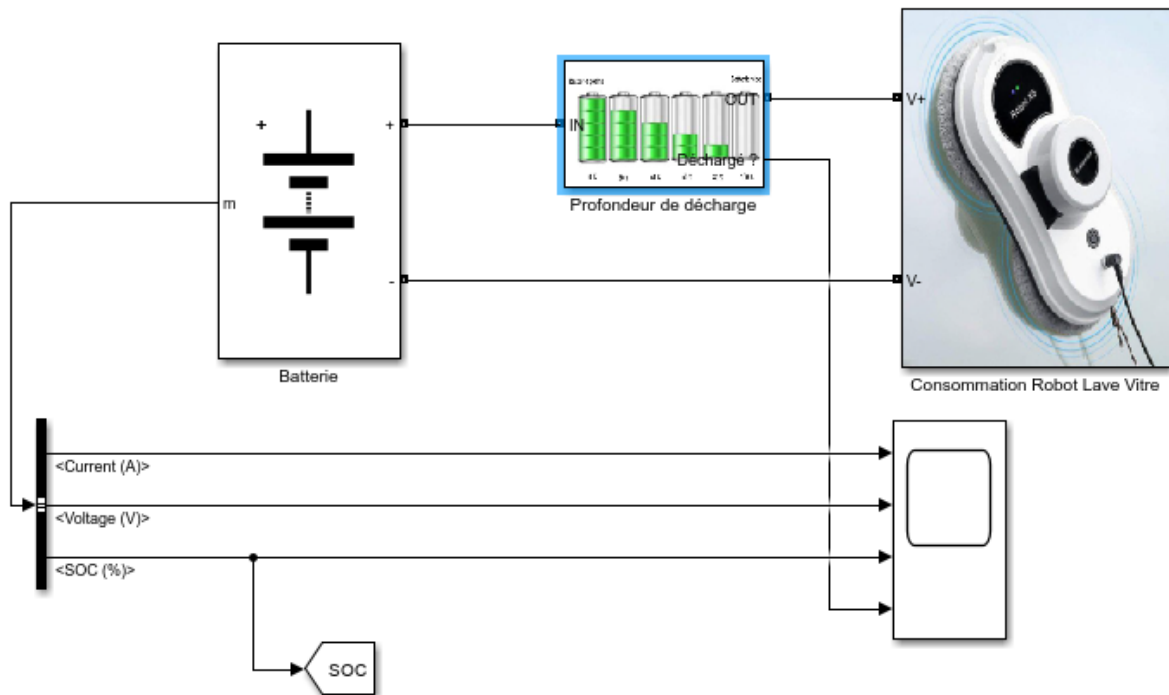 +
+
m
-
Batterie
IN
OUT
Décharge ?
Profondeur de décharge
V+
V-
Consommation Robot Lave Vitre
<Current (A)>
<Voltage (V)>
<SOC (%)>
SOC